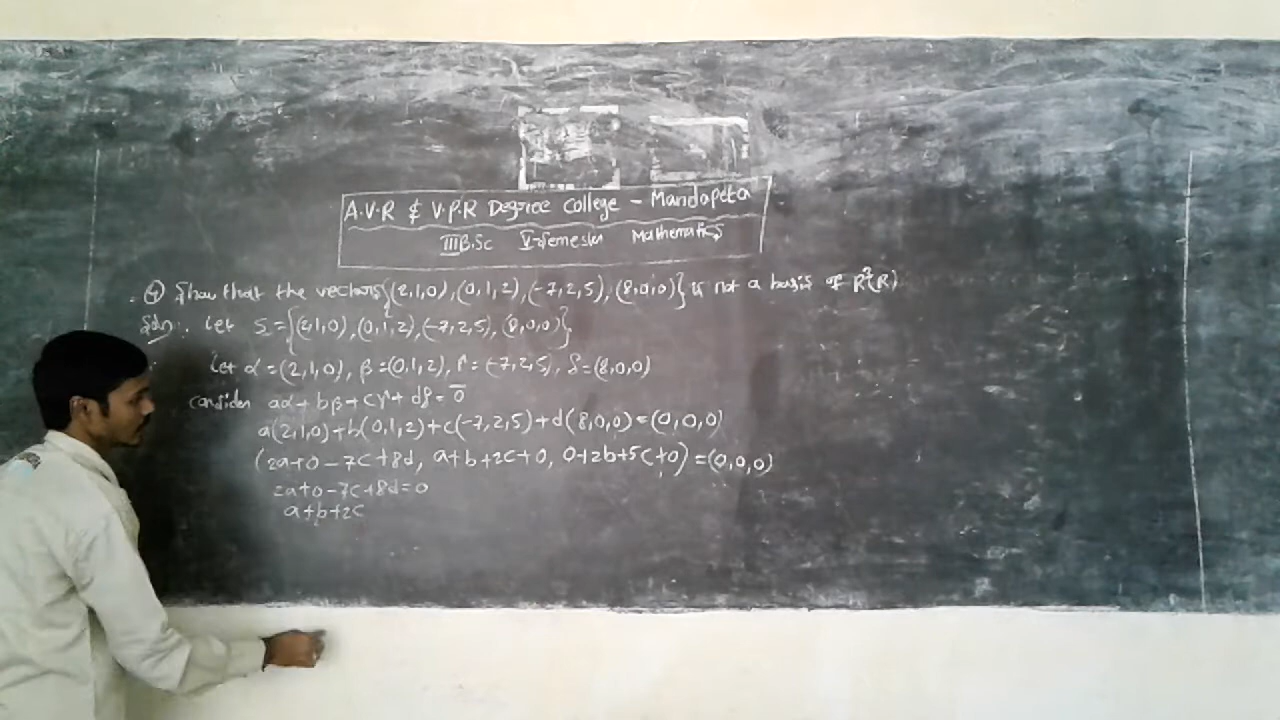 A.V.R & V.P.R Degree College - Mandapeta
III B.Sc V Semester Mathematics
④ Show that the vectors {(2,1,0), (0,1,2), (-7,2,5), (8,0,0)} is not a basis of R³(R)
Soln: Let S = {(2,1,0), (0,1,2), (-7,2,5), (8,0,0)}
Let α = (2,1,0), β = (0,1,2), γ = (-7,2,5), δ = (8,0,0)
consider aα + bβ + cγ + dδ = 0̅
a(2,1,0) + b(0,1,2) + c(-7,2,5) + d(8,0,0) = (0,0,0)
(2a+0-7c+8d, a+b+2c+0, 0+2b+5c+0) = (0,0,0)
2a+0-7c+8d=0
a+b+2c